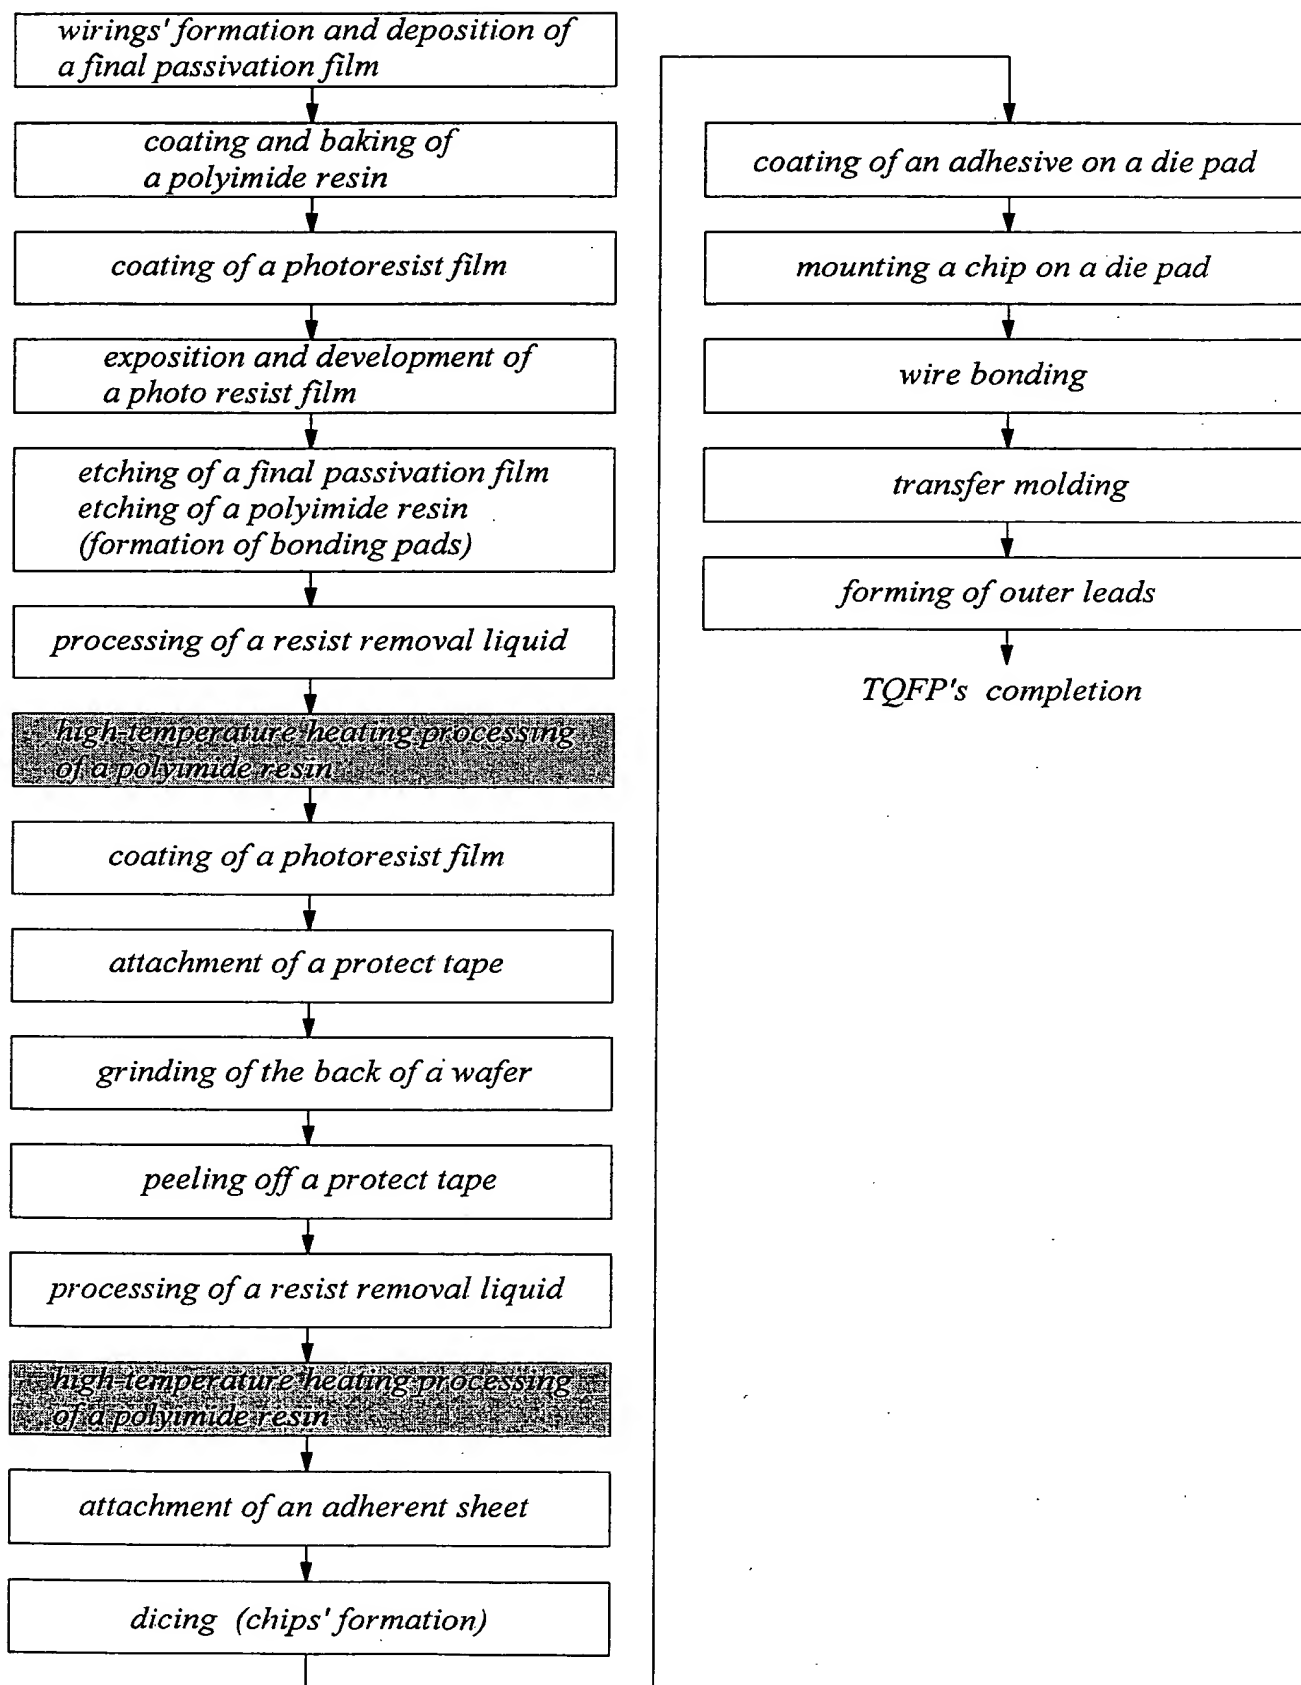 wirings' formation and deposition of
a final passivation film
coating and baking of
a polyimide resin
coating of a photoresist film
exposition and development of
a photo resist film
etching of a final passivation film
etching of a polyimide resin
(formation of bonding pads)
processing of a resist removal liquid
high-temperature heating processing
of a polyimide resin
coating of a photoresist film
attachment of a protect tape
grinding of the back of a wafer
peeling off a protect tape
processing of a resist removal liquid
high-temperature heating processing
of a polyimide resin
attachment of an adherent sheet
dicing (chips' formation)
coating of an adhesive on a die pad
mounting a chip on a die pad
wire bonding
transfer molding
forming of outer leads
TQFP's completion